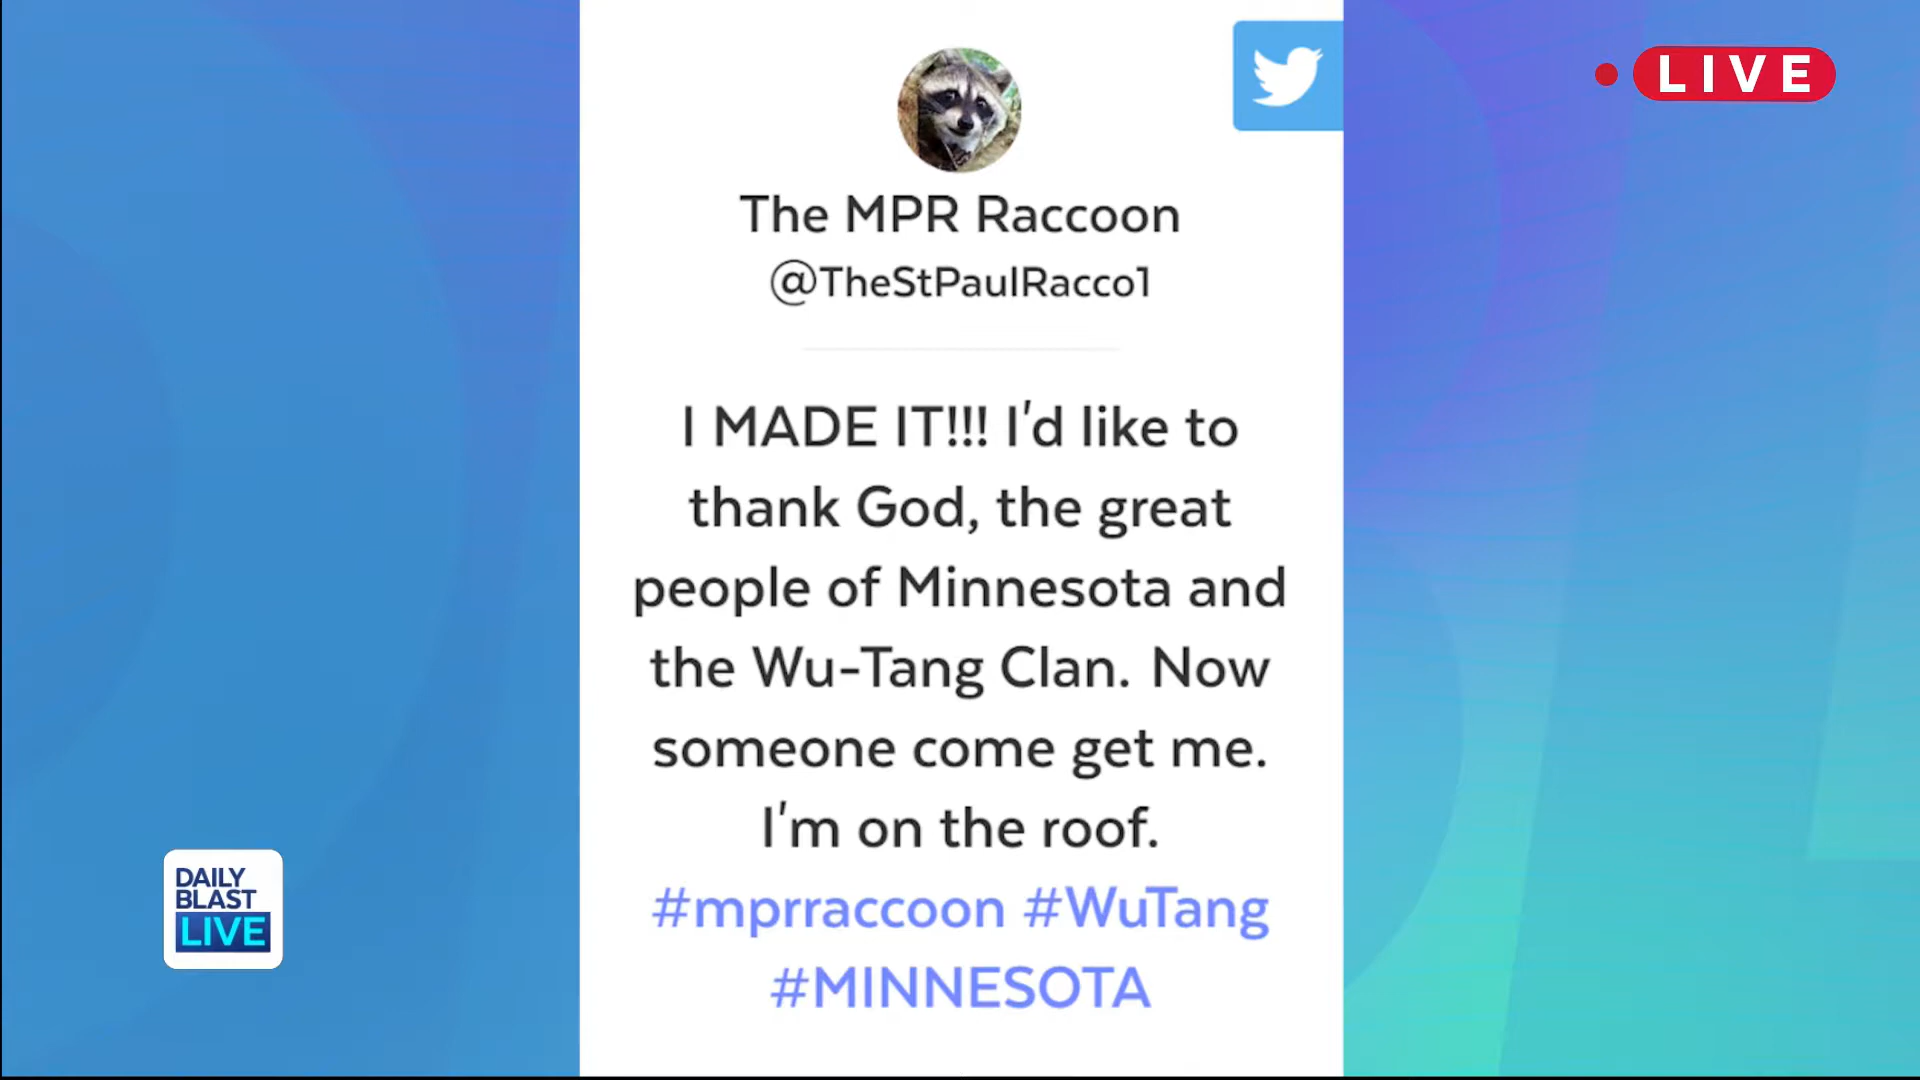 LIVE
The MPR Raccoon
@TheStPaulRacco1
I MADE IT!!! I'd like to
thank God, the great
people of Minnesota and
the Wu-Tang Clan. Now
someone come get me.
I'm on the roof.
#mprraccoon #WuTang
#MINNESOTA
DAILY
BLAST
LIVE